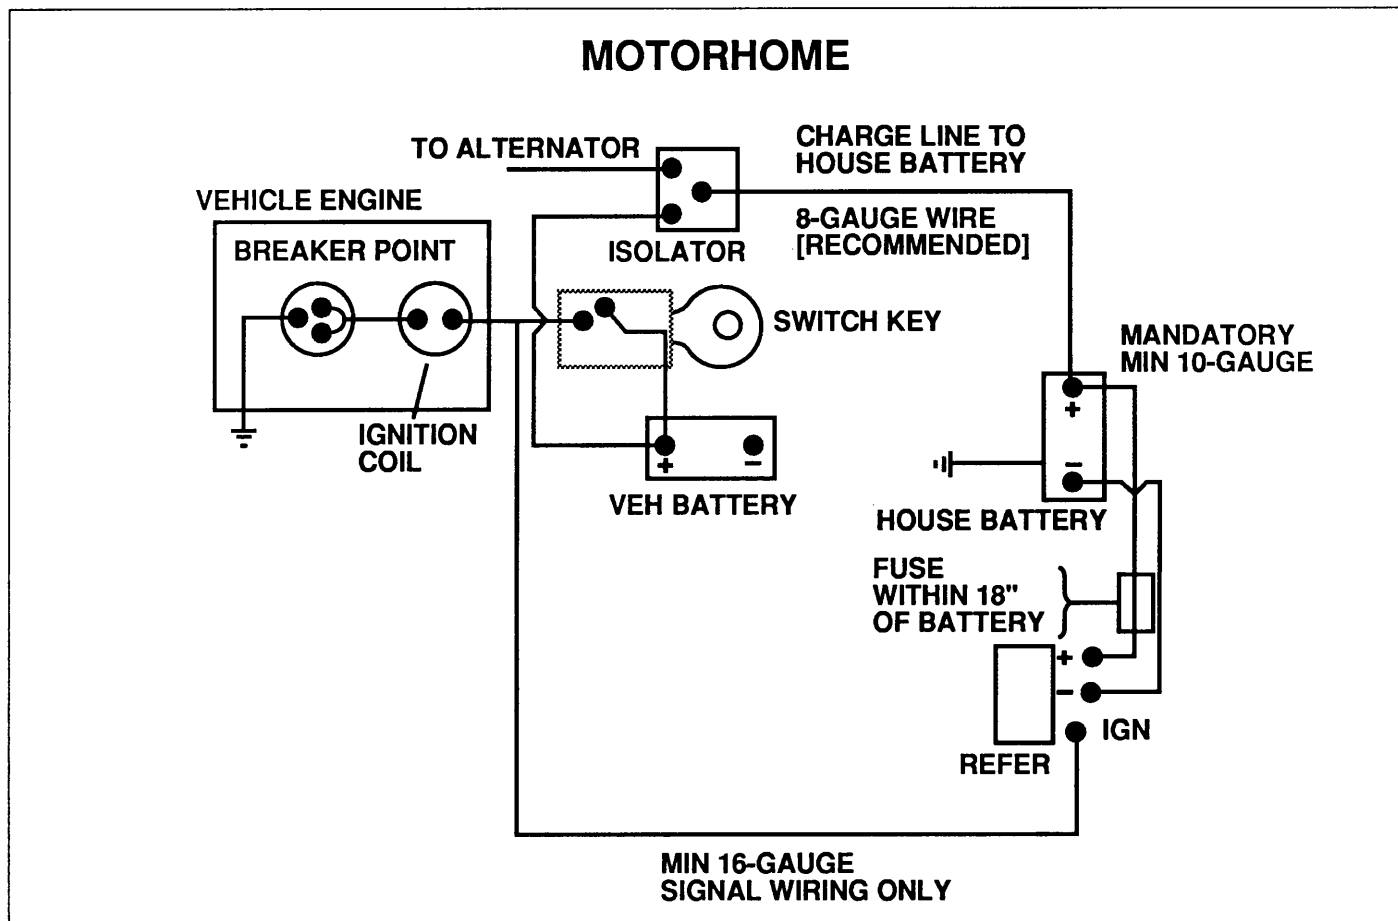 MOTORHOME
TO ALTERNATOR
CHARGE LINE TO
HOUSE BATTERY
VEHICLE ENGINE
8-GAUGE WIRE
[RECOMMENDED]
BREAKER POINT
ISOLATOR
SWITCH KEY
MANDATORY
MIN 10-GAUGE
IGNITION
COIL
+
+ -
-
VEH BATTERY
HOUSE BATTERY
FUSE
WITHIN 18"
OF BATTERY
+
-
IGN
REFER
MIN 16-GAUGE
SIGNAL WIRING ONLY